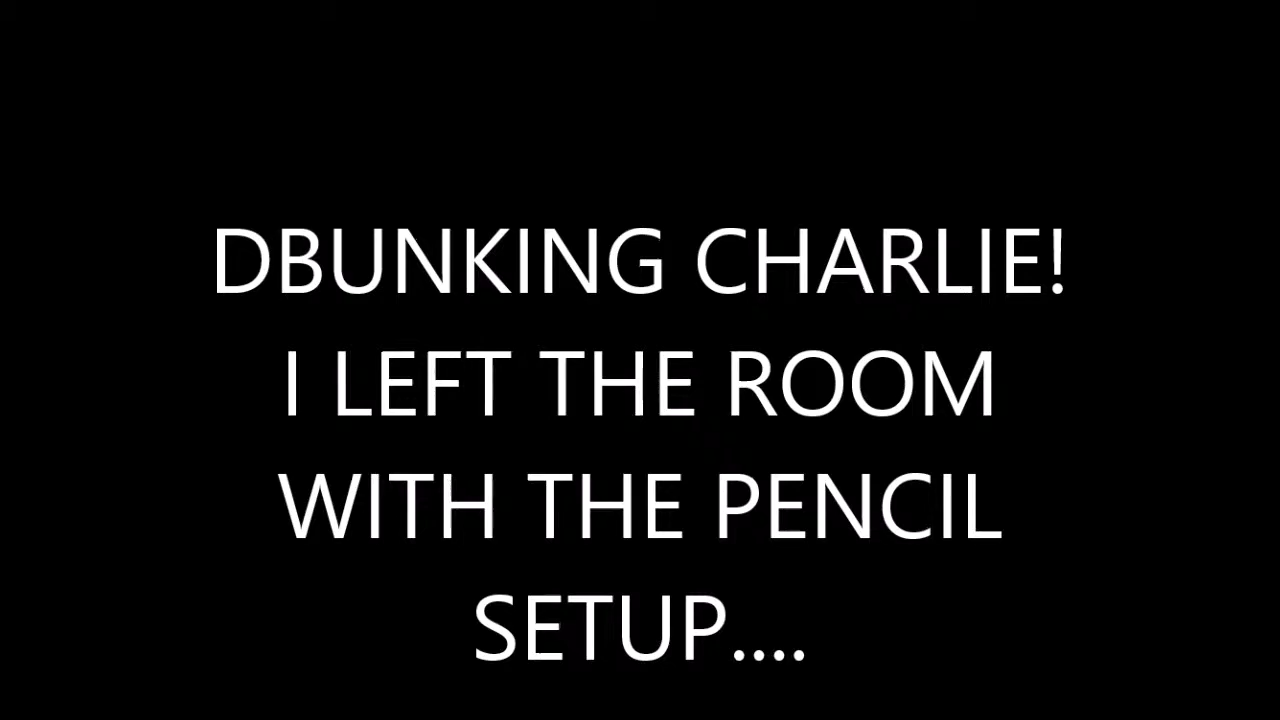 DBUNKING CHARLIE!
I LEFT THE ROOM
WITH THE PENCIL
SETUP....